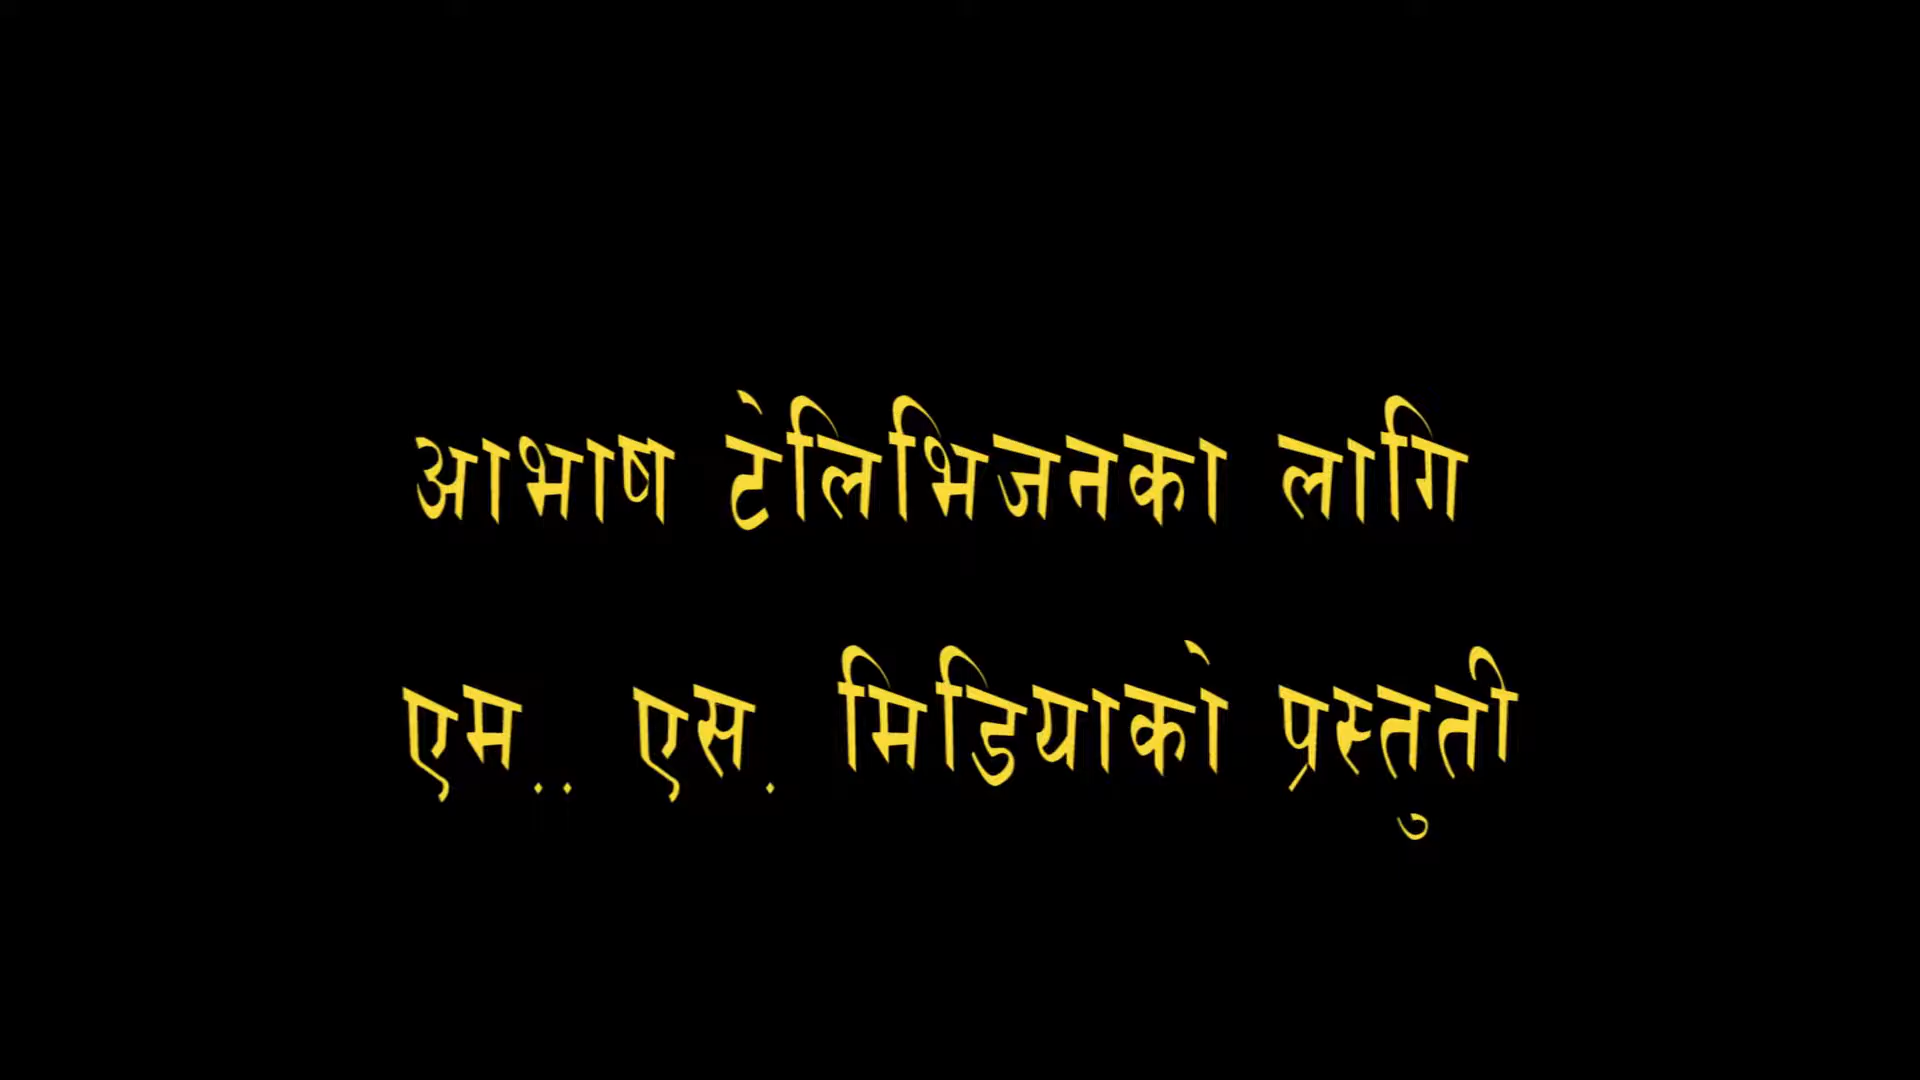 आभाष टेलिभिजनका लागि
एम.. एस. मिडियाको प्रस्तुती